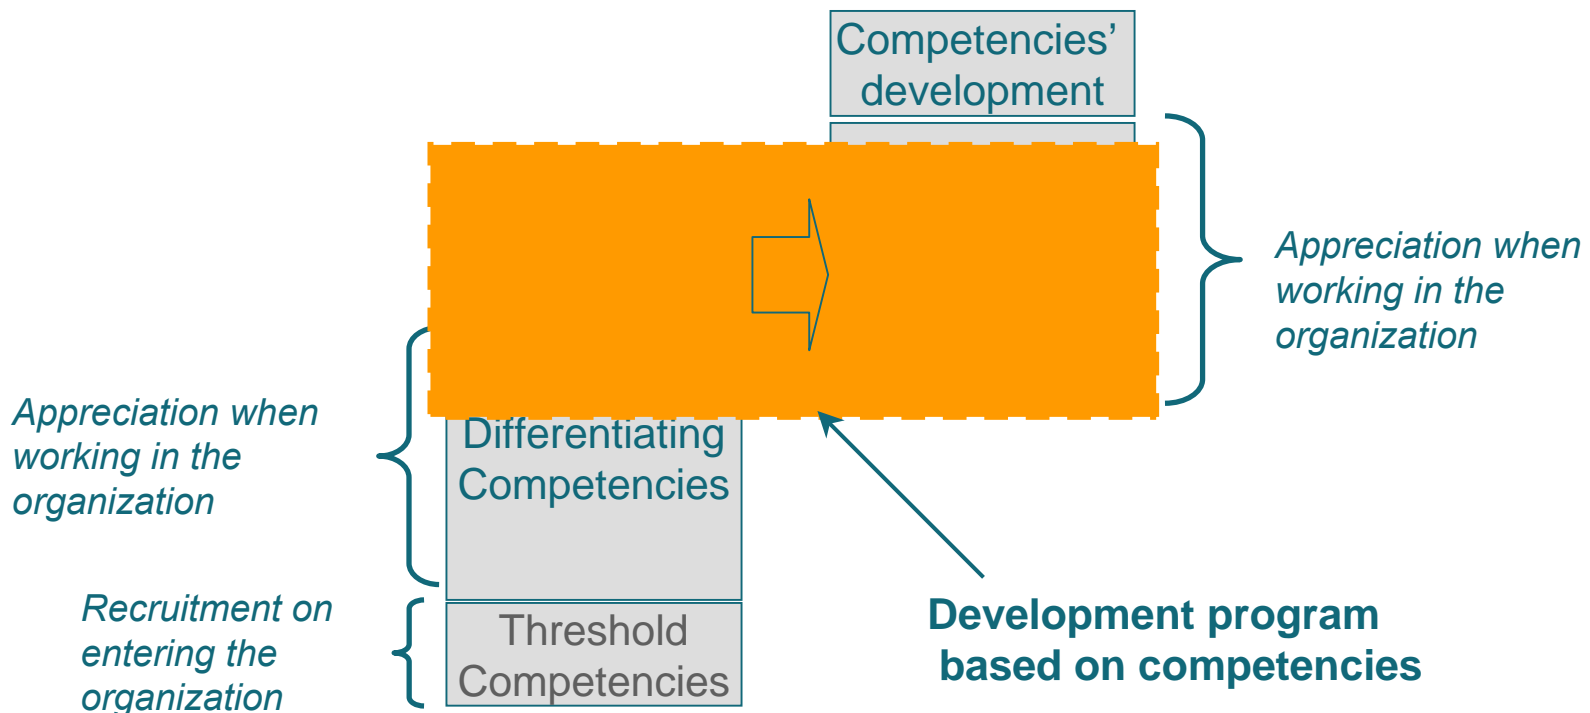 Competencies’
development
Appreciation when
working in the
organization
Appreciation when
working in the
organization
Differentiating
Competencies
Recruitment on
entering the
organization
Threshold
Competencies
Development program
based on competencies